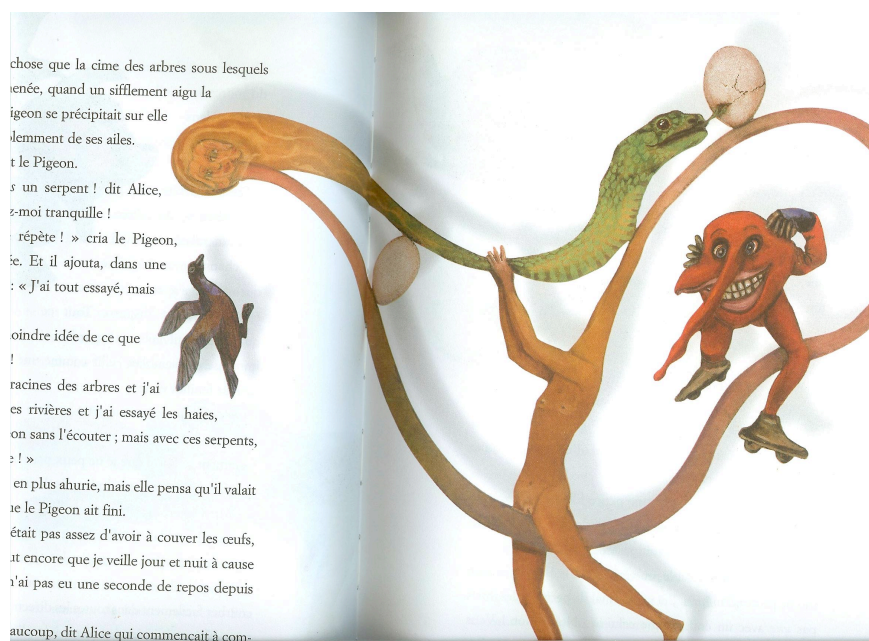 chose que la cime des arbres sous lesquels
enée, quand un sifflement aigu la
igeon se précipitait sur elle
lemment de ses ailes.
t le Pigeon.
s un serpent ! dit Alice,
z-moi tranquille !
répète ! » cria le Pigeon,
ée. Et il ajouta, dans une
: « J'ai tout essayé, mais
oindre idée de ce que
!
racines des arbres et j'ai
es rivières et j'ai essayé les haies,
on sans l'écouter ; mais avec ces serpents,
e ! »
en plus ahurie, mais elle pensa qu'il valait
ue le Pigeon ait fini.
était pas assez d'avoir à couver les œufs,
ut encore que je veille jour et nuit à cause
n'ai pas eu une seconde de repos depuis
aucoup, dit Alice qui commençait à com-